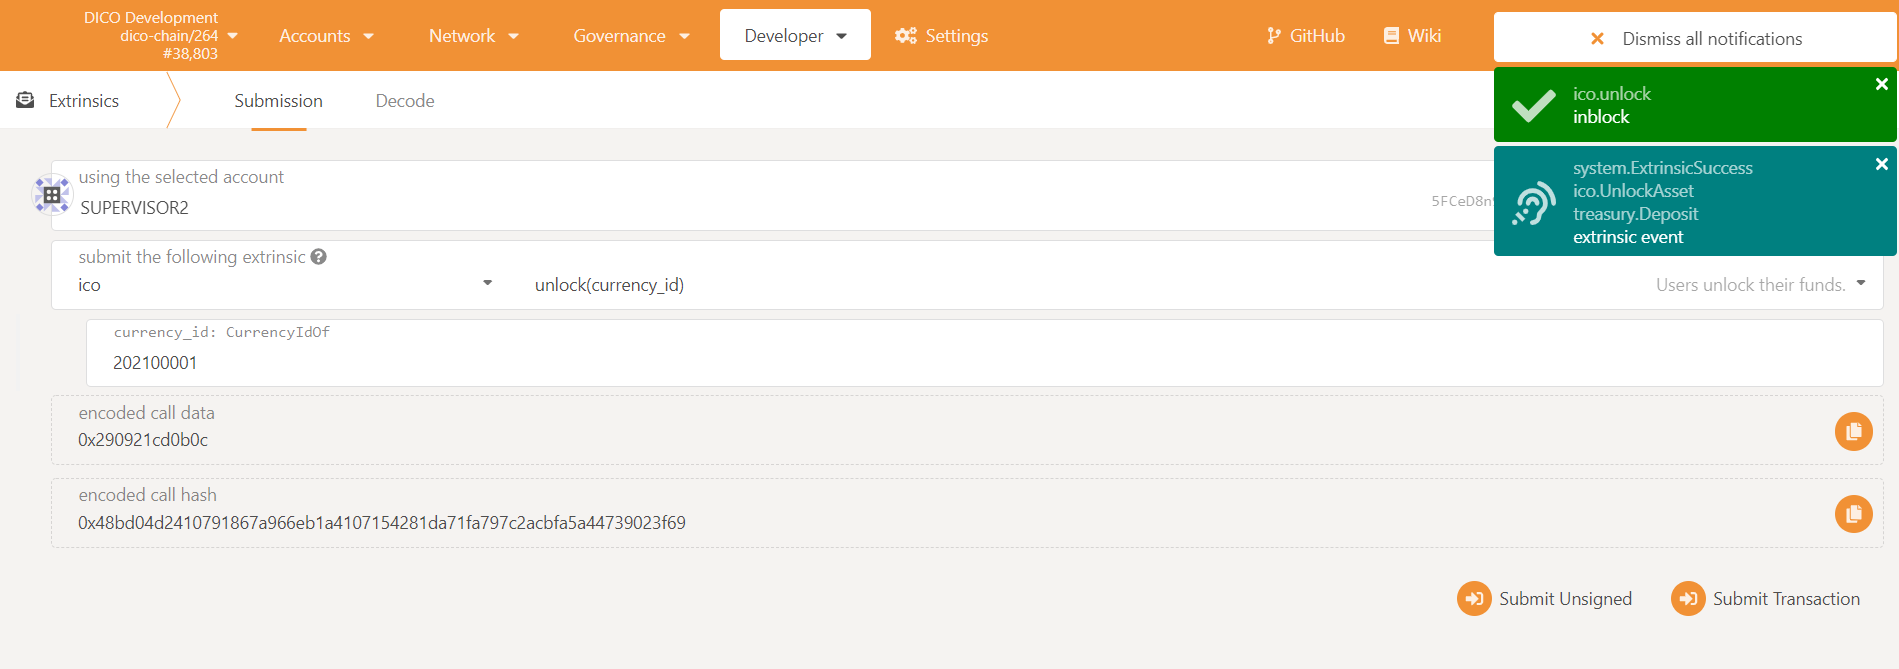 DICO Development
dico-chain/264
#38,803
Accounts
Network
Governance
Developer
Settings
GitHub
Wiki
Dismiss all notifications
ico.unlock
inblock
system.ExtrinsicSuccess
ico.UnlockAsset
treasury.Deposit
extrinsic event
Extrinsics
Submission
Decode
using the selected account
SUPERVISOR2
submit the following extrinsic
ico
unlock(currency_id)
Users unlock their funds.
currency_id: CurrencyIdOf
202100001
encoded call data
0x290921cd0b0c
encoded call hash
0x48bd04d2410791867a966eb1a4107154281da71fa797c2acbfa5a44739023f69
Submit Unsigned
Submit Transaction